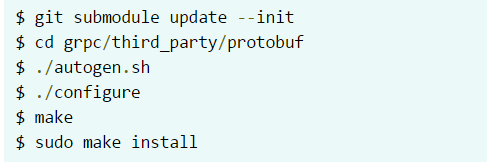 $ git submodule update --init
$ cd grpc/third_party/protobuf
$ ./autogen.sh
$ ./configure
$ make
$ sudo make install